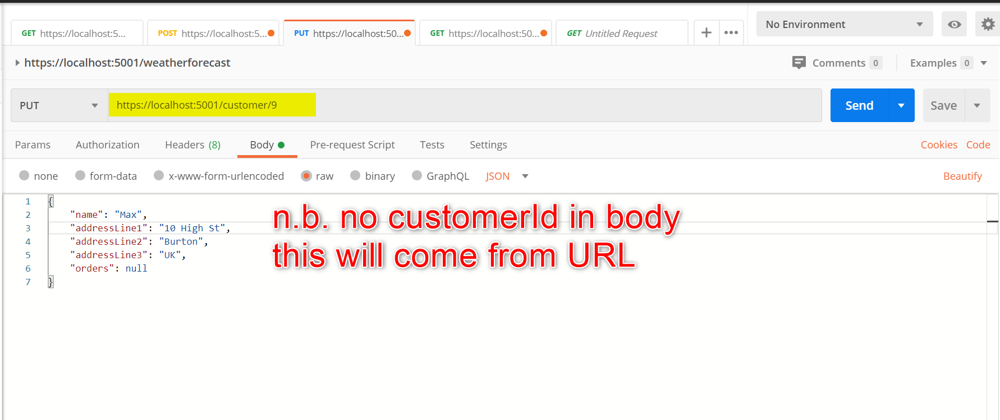 GET https://localhost:5... POST https://localhost:5... PUT https://localhost:50... GET https://localhost:50... GET Untitled Request + ••• No Environment
https://localhost:5001/weatherforecast Comments 0 Examples 0
PUT https://localhost:5001/customer/9 Send Save
Params Authorization Headers (8) Body Pre-request Script Tests Settings Cookies Code
none form-data x-www-form-urlencoded raw binary GraphQL JSON Beautify
1 {
2 "name": "Max",
3 "addressLine1": "10 High St",
4 "addressLine2": "Burton",
5 "addressLine3": "UK",
6 "orders": null
7 }
n.b. no customerId in body
this will come from URL